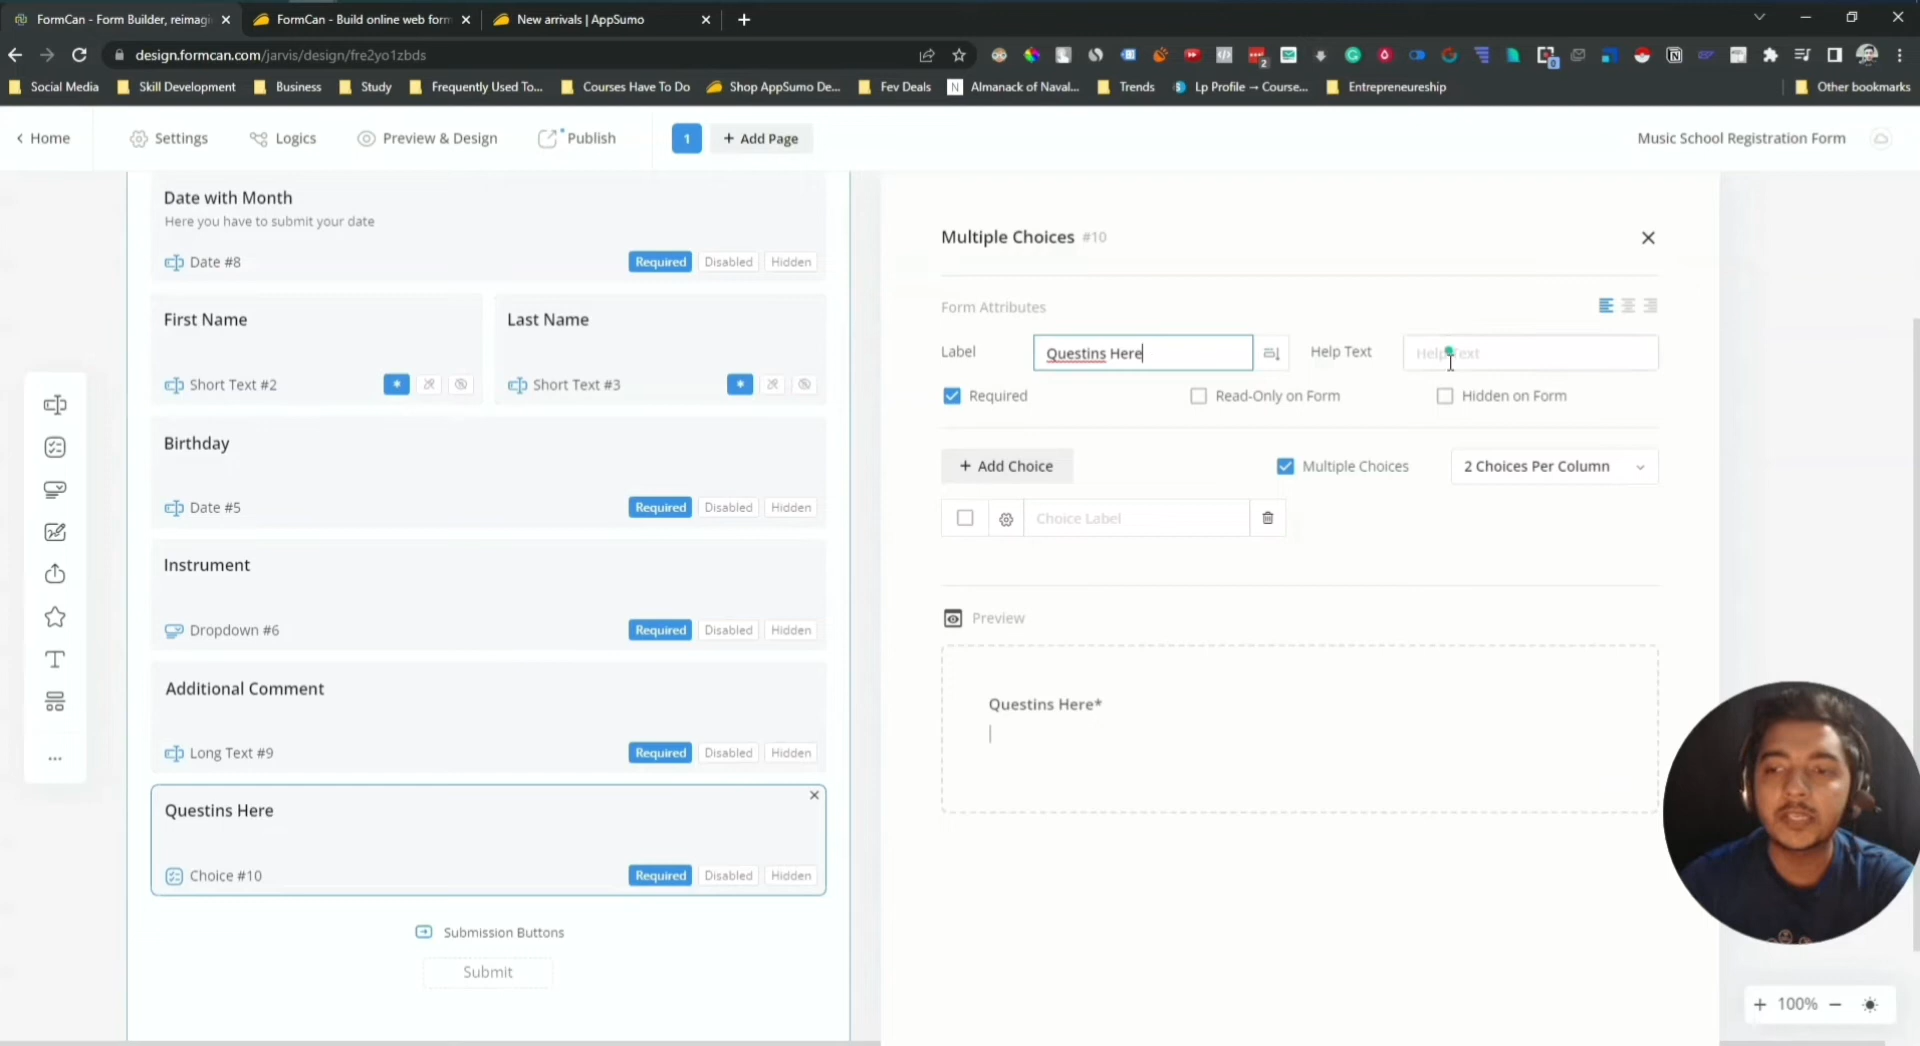 FormCan - Form Builder, reimagi
FormCan - Build online web form
New arrivals | AppSumo
design.formcan.com/jarvis/design/fre2yo1zbds
Social Media
Skill Development
Business
Study
Frequently Used To...
Courses Have To Do
Shop AppSumo De...
Fev Deals
Almanack of Naval...
Trends
Lp Profile → Course...
Entrepreneureship
Other bookmarks
Home
Settings
Logics
Preview & Design
Publish
1
+ Add Page
Music School Registration Form
Date with Month
Here you have to submit your date
Date #8
Required
Disabled
Hidden
First Name
Short Text #2
Last Name
Short Text #3
Birthday
Date #5
Required
Disabled
Hidden
Instrument
Dropdown #6
Required
Disabled
Hidden
Additional Comment
Long Text #9
Required
Disabled
Hidden
Questins Here
Choice #10
Required
Disabled
Hidden
Submission Buttons
Submit
Multiple Choices #10
Form Attributes
Label
Questins Here
Help Text
Help Text
Required
Read-Only on Form
Hidden on Form
+ Add Choice
Multiple Choices
2 Choices Per Column
Choice Label
Preview
Questins Here*
+ 100% −